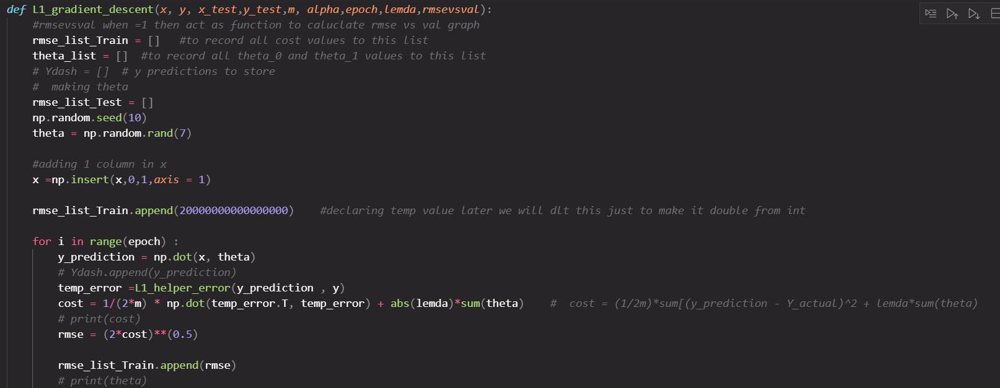 def L1_gradient_descent(x, y, x_test,y_test,m, alpha,epoch,lemda,rmsevsval):
    #rmsevsval when =1 then act as function to caluclate rmse vs val graph
    rmse_list_Train = []   #to record all cost values to this list
    theta_list = []  #to record all theta_0 and theta_1 values to this list
    # Ydash = []  # y predictions to store
    #  making theta
    rmse_list_Test = []
    np.random.seed(10)
    theta = np.random.rand(7)
    #adding 1 column in x
    x =np.insert(x,0,1,axis = 1)
    rmse_list_Train.append(20000000000000000)    #declaring temp value later we will dlt this just to make it double from int
    for i in range(epoch) :
        y_prediction = np.dot(x, theta)
        # Ydash.append(y_prediction)
        temp_error =L1_helper_error(y_prediction , y)
        cost = 1/(2*m) * np.dot(temp_error.T, temp_error) + abs(lemda)*sum(theta)    #  cost = (1/2m)*sum[(y_prediction - Y_actual)^2 + lemda*sum(theta)
        # print(cost)
        rmse = (2*cost)**(0.5)
        rmse_list_Train.append(rmse)
        # print(theta)